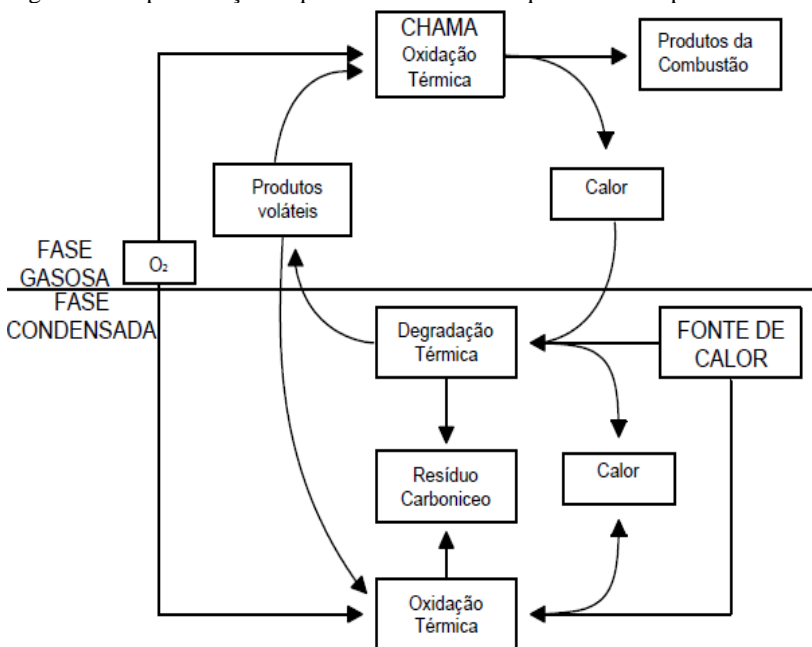 CHAMA
Oxidação
Térmica
Produtos da
Combustão
Produtos
voláteis
Calor
FASE
GASOSA
O₂
FASE
CONDENSADA
Degradação
Térmica
FONTE DE
CALOR
Resíduo
Carboniceo
Calor
Oxidação
Térmica